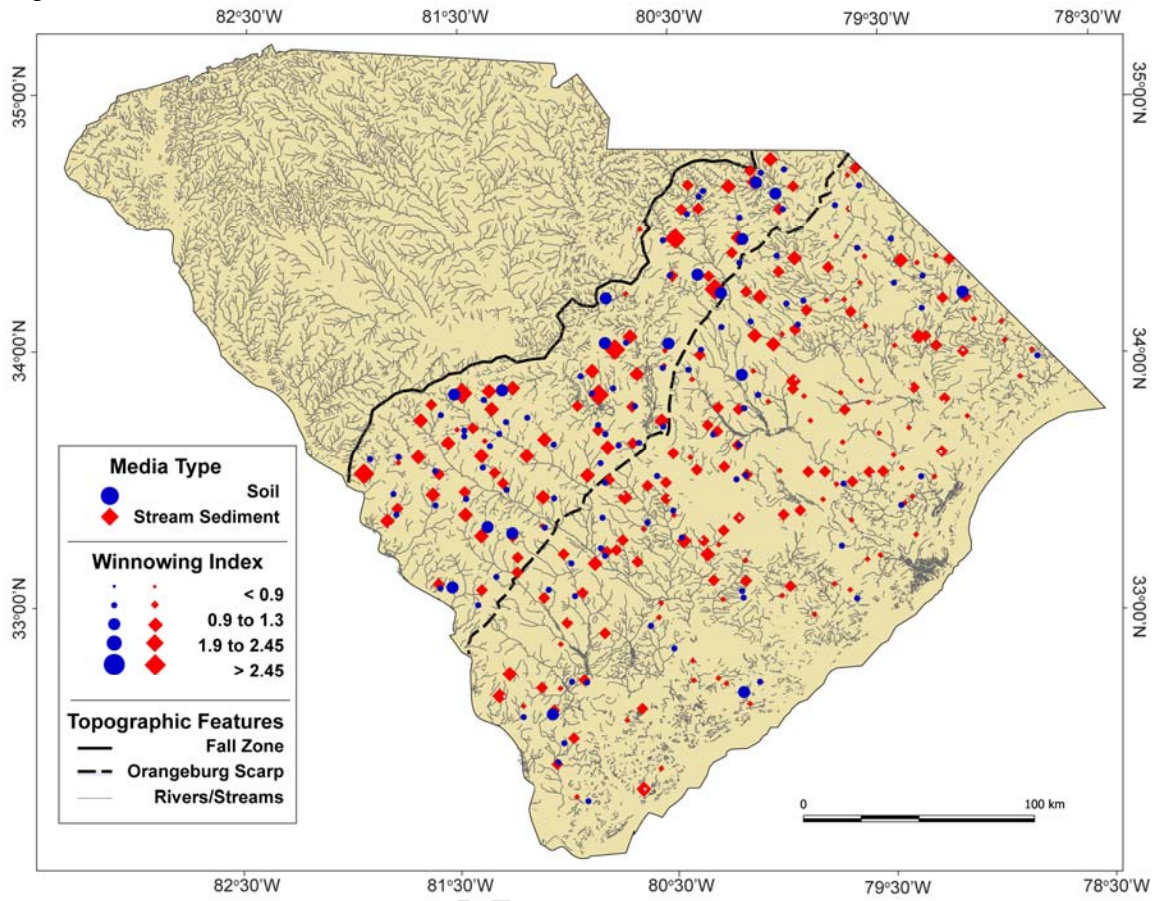 82°30'W 81°30'W 80°30'W 79°30'W 78°30'W
35°00'N 35°00'N
34°00'N 34°00'N
33°00'N 33°00'N
Media Type
Soil
Stream Sediment
Winnowing Index
< 0.9
0.9 to 1.3
1.9 to 2.45
> 2.45
Topographic Features
Fall Zone
Orangeburg Scarp
Rivers/Streams
0 100 km
82°30'W 81°30'W 80°30'W 79°30'W 78°30'W